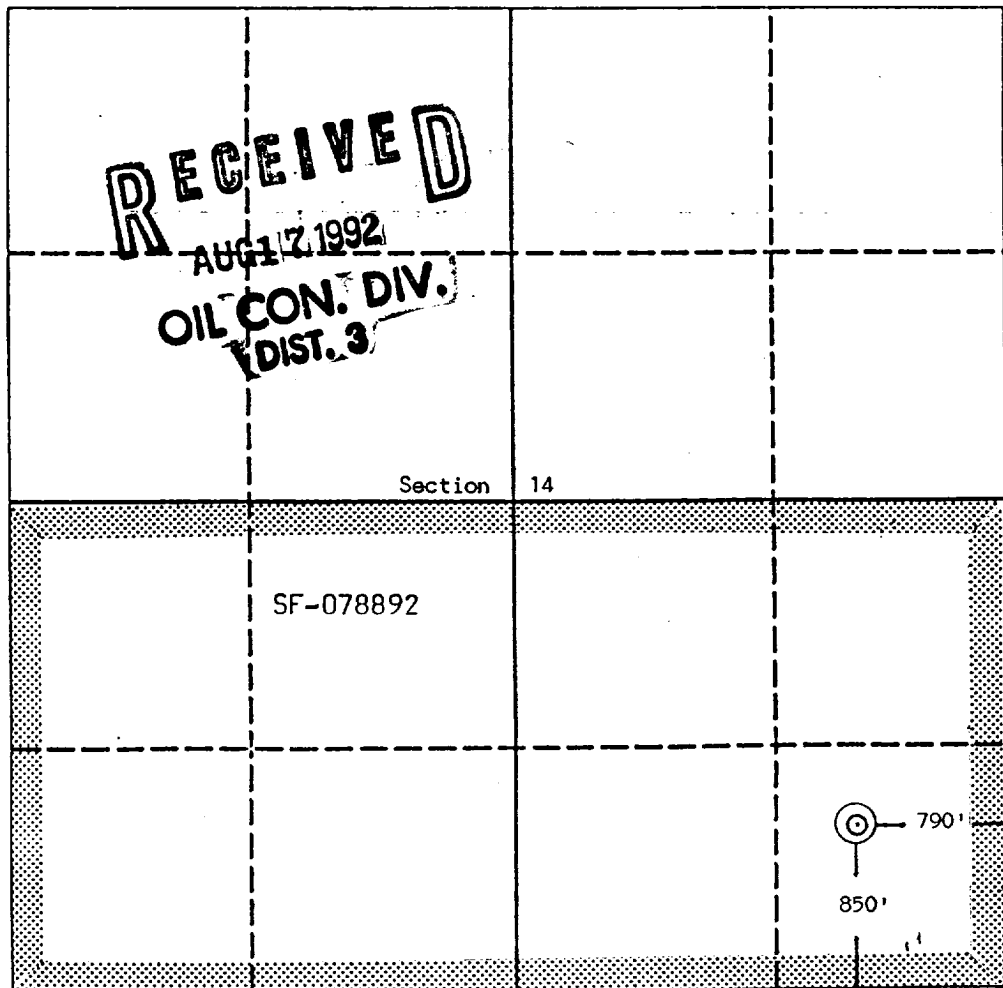 RECEIVED
AUG 17 1992
OIL CON. DIV.
DIST. 3
Section 14
SF-078892
790'
850'